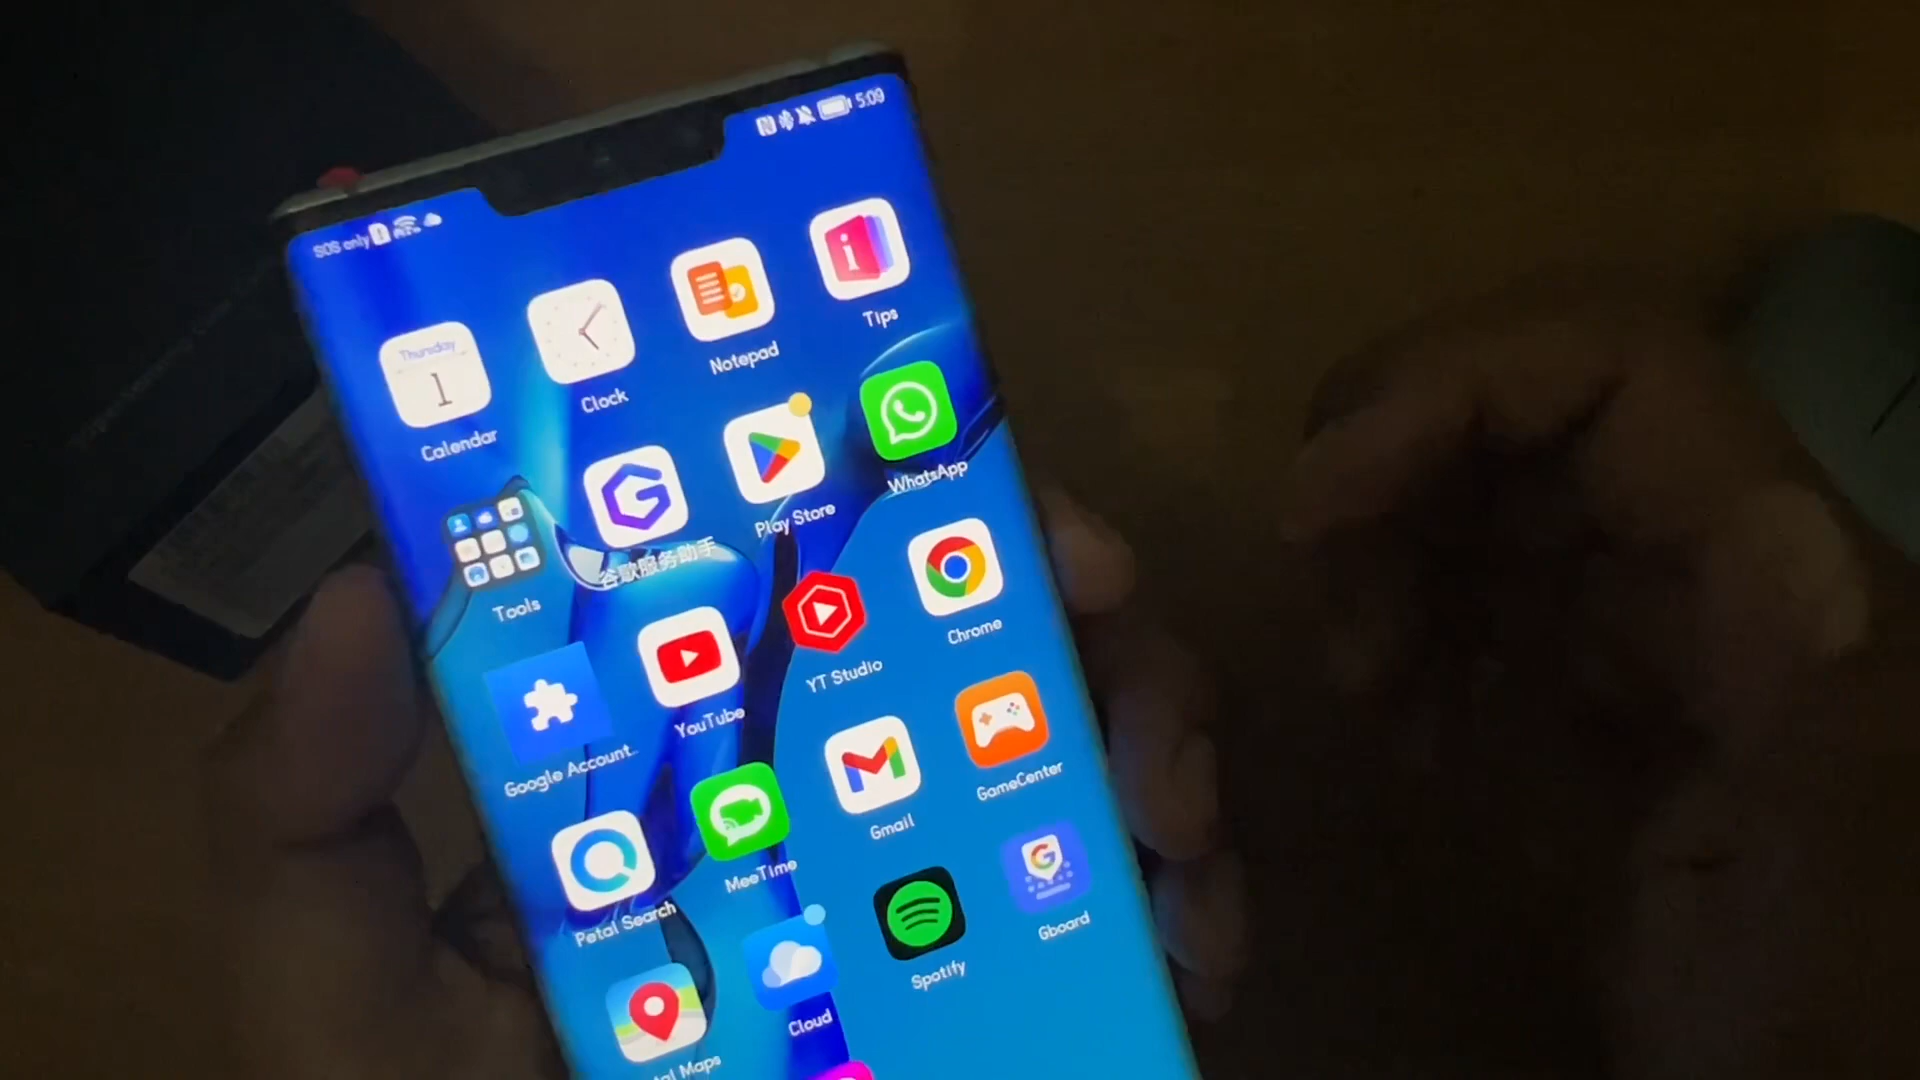 SOS only
5:09
Thursday
1
Calendar
Clock
Notepad
Tips
Tools
谷歌服务助手
Play Store
WhatsApp
Google Account...
YouTube
YT Studio
Chrome
Petal Search
MeeTime
Gmail
GameCenter
Maps
Cloud
Spotify
Gboard